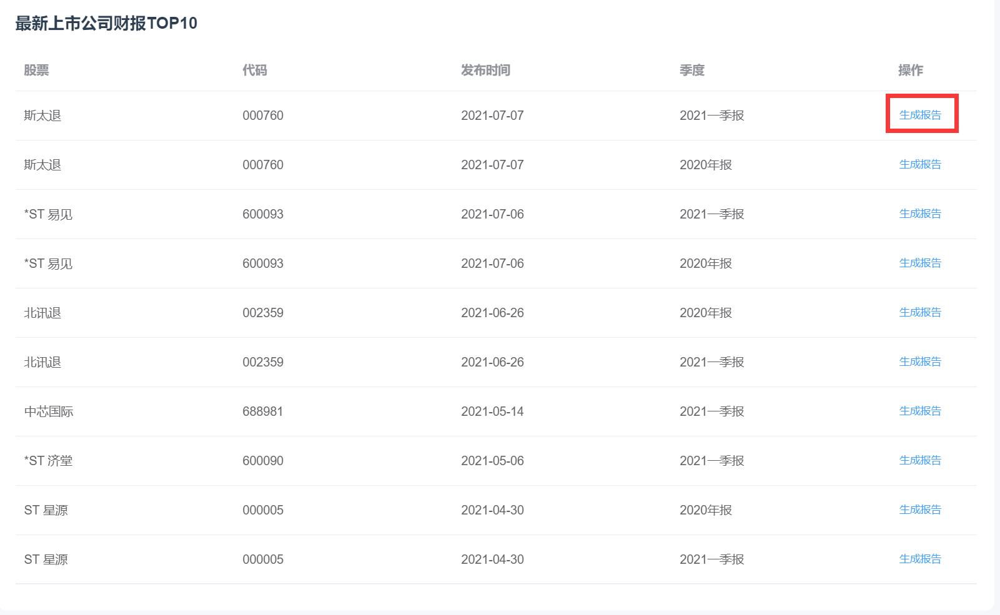 最新上市公司财报TOP10
股票 代码 发布时间 季度 操作
斯太退 000760 2021-07-07 2021一季报 生成报告
斯太退 000760 2021-07-07 2020年报 生成报告
*ST 易见 600093 2021-07-06 2021一季报 生成报告
*ST 易见 600093 2021-07-06 2020年报 生成报告
北讯退 002359 2021-06-26 2020年报 生成报告
北讯退 002359 2021-06-26 2021一季报 生成报告
中芯国际 688981 2021-05-14 2021一季报 生成报告
*ST 济堂 600090 2021-05-06 2021一季报 生成报告
ST 星源 000005 2021-04-30 2020年报 生成报告
ST 星源 000005 2021-04-30 2021一季报 生成报告